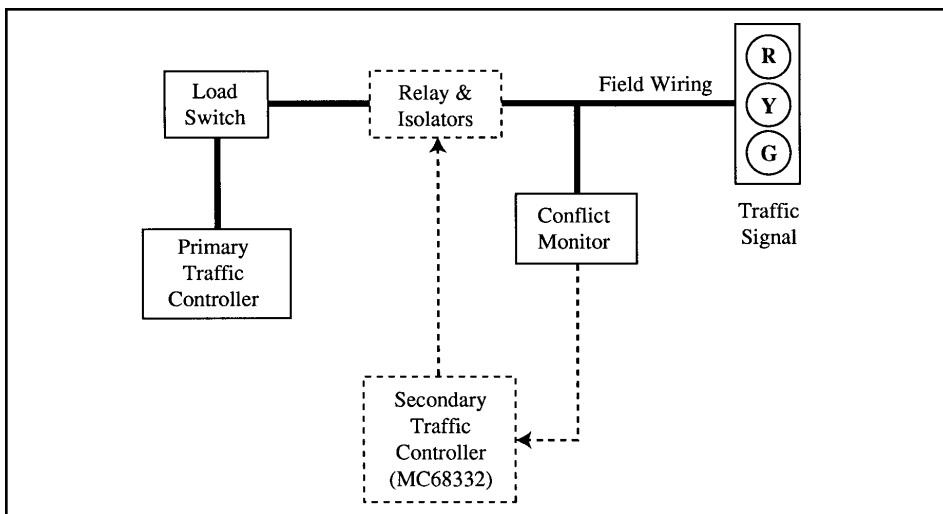 Load
Switch
Relay &
Isolators
Field Wiring
R
Y
G
Traffic
Signal
Conflict
Monitor
Primary
Traffic
Controller
Secondary
Traffic
Controller
(MC68332)